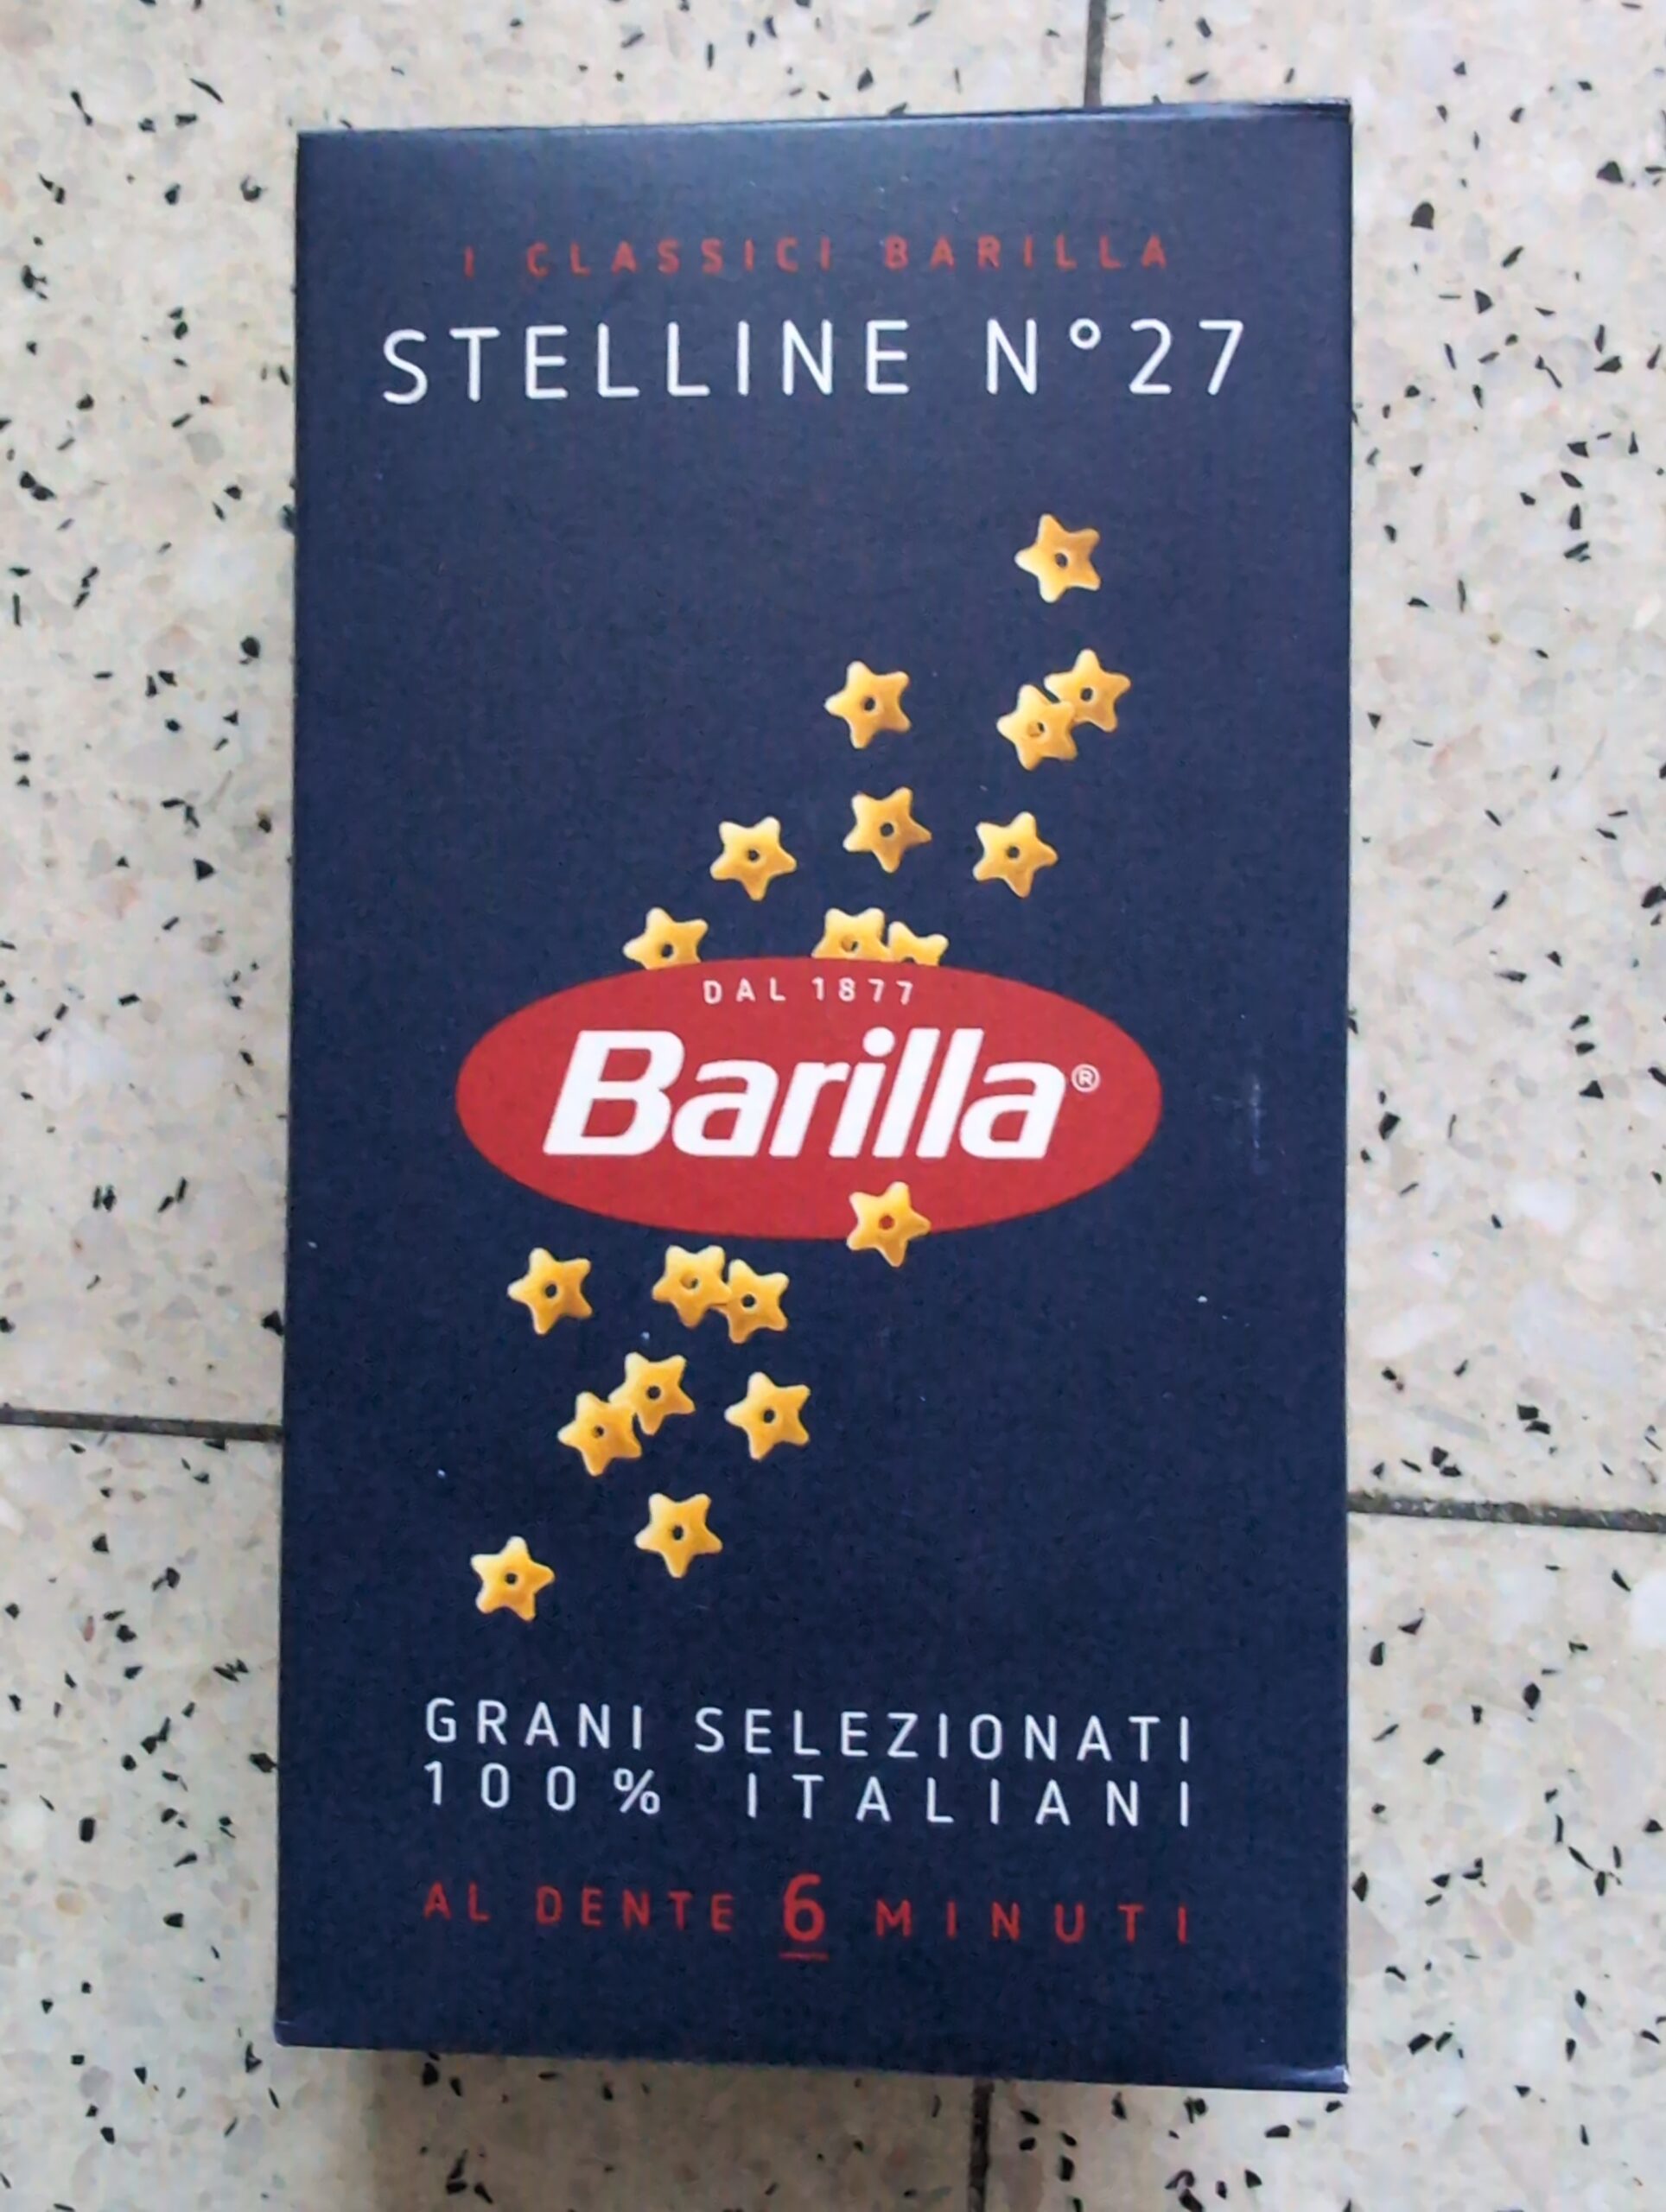 I CLASSICI BARILLA
STELLINE N°27
DAL 1877
Barilla®
GRANI SELEZIONATI
100% ITALIANI
AL DENTE 6 MINUTI